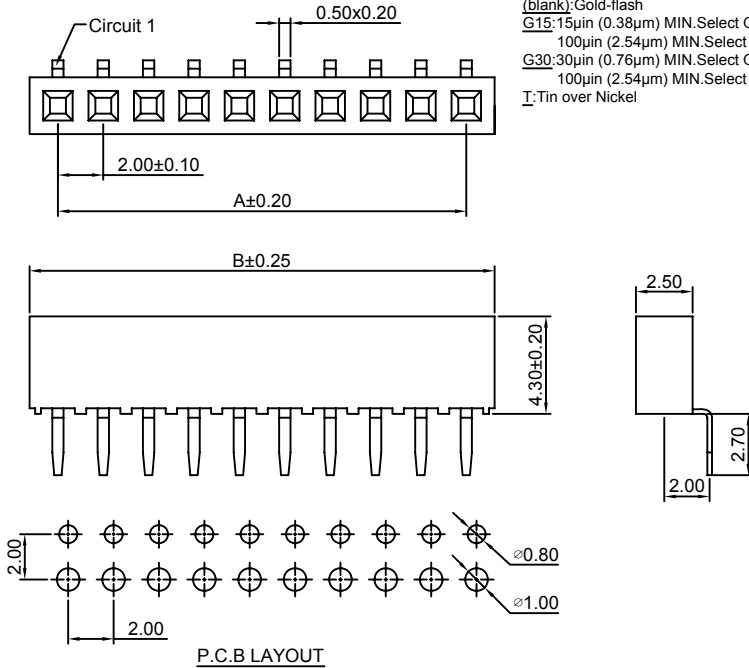 (blank):Gold-flash
G15:15μin (0.38μm) MIN.Select
100μin (2.54μm) MIN.Select
G30:30μin (0.76μm) MIN.Select
100μin (2.54μm) MIN.Select
T:Tin over Nickel
Circuit 1
0.50x0.20
2.00±0.10
A±0.20
B±0.25
4.30±0.20
2.50
2.70
2.00
2.00
⌀0.80
⌀1.00
2.00
P.C.B LAYOUT